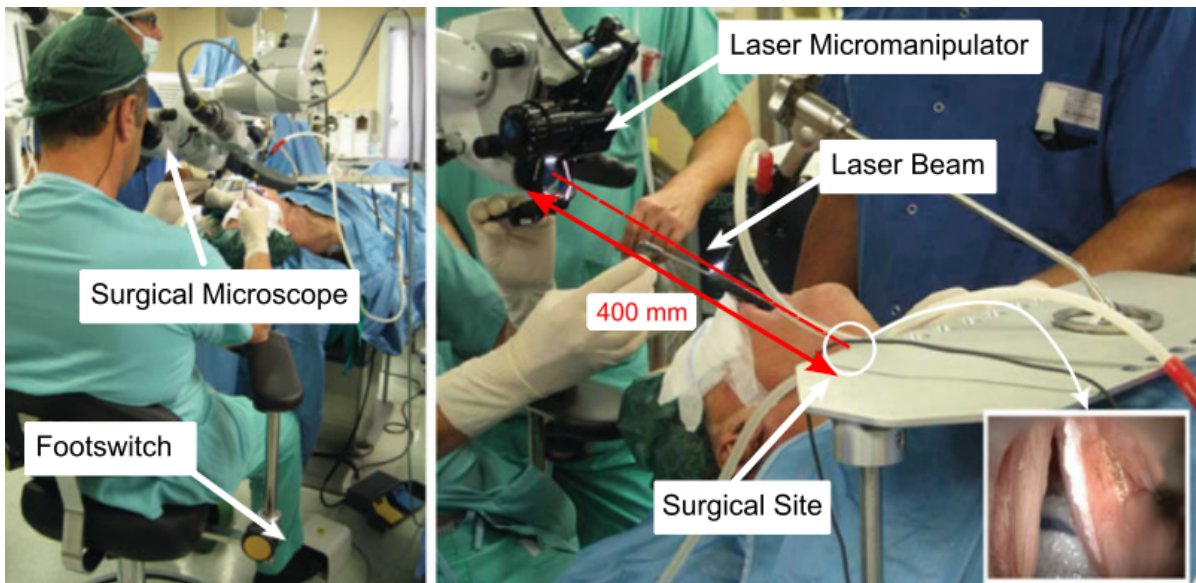 Surgical Microscope
Footswitch
Laser Micromanipulator
Laser Beam
400 mm
Surgical Site